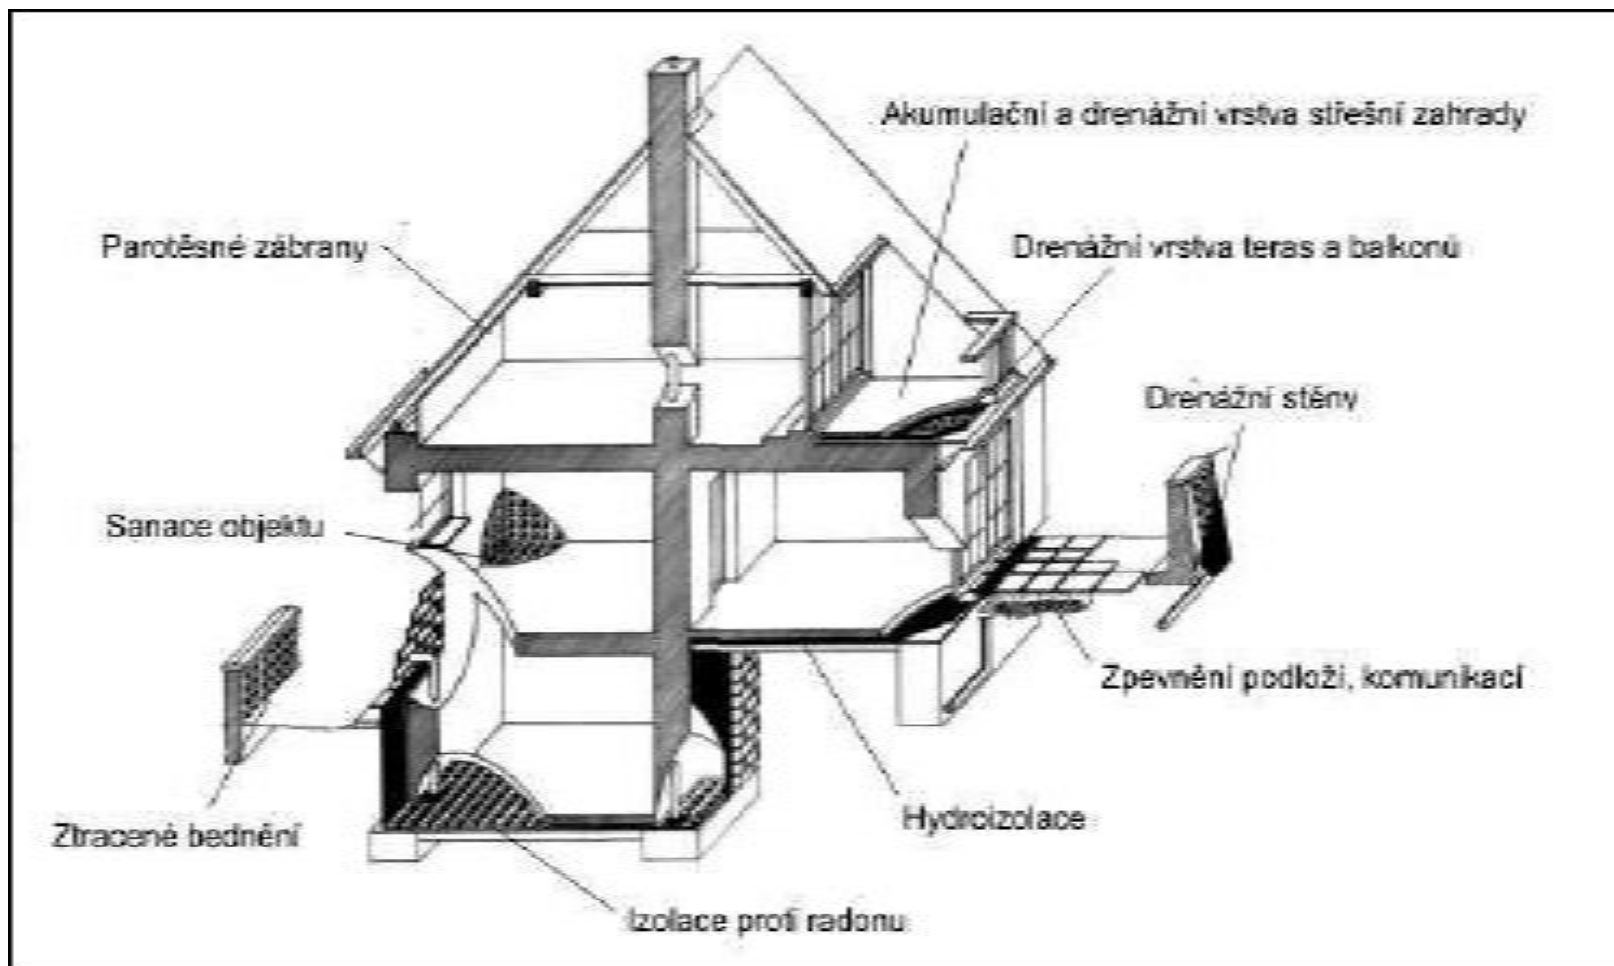 Akumulační a drenážní vrstva střešní zahrady
Parotěsné zábrany
Drenážní vrstva teras a balkonů
Drenážní stěny
Sanace objektu
Zpevnění podloží, komunikací
Ztracené bednění
Hydroizolace
Izolace proti radonu